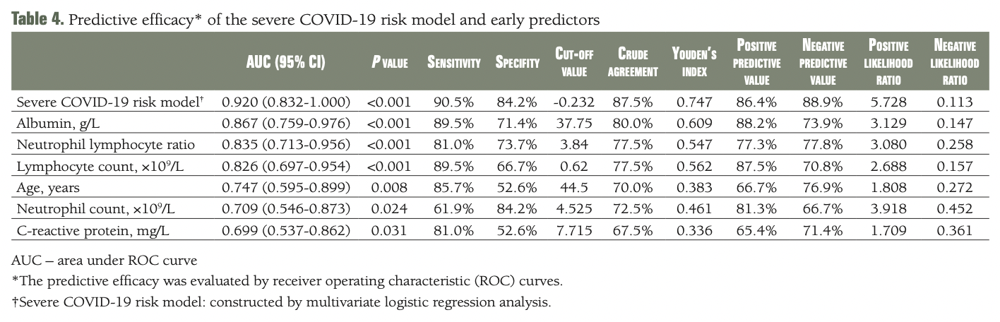 Table 4. Predictive efficacy* of the severe COVID-19 risk model and early predictors
AUC (95% CI) P value Sensitivity Specifity Cut-off value Crude agreement Youden’s index Positive predictive value Negative predictive value Positive likelihood ratio Negative likelihood ratio
Severe COVID-19 risk model† 0.920 (0.832-1.000) <0.001 90.5% 84.2% -0.232 87.5% 0.747 86.4% 88.9% 5.728 0.113
Albumin, g/L 0.867 (0.759-0.976) <0.001 89.5% 71.4% 37.75 80.0% 0.609 88.2% 73.9% 3.129 0.147
Neutrophil lymphocyte ratio 0.835 (0.713-0.956) <0.001 81.0% 73.7% 3.84 77.5% 0.547 77.3% 77.8% 3.080 0.258
Lymphocyte count, ×10⁹/L 0.826 (0.697-0.954) <0.001 89.5% 66.7% 0.62 77.5% 0.562 87.5% 70.8% 2.688 0.157
Age, years 0.747 (0.595-0.899) 0.008 85.7% 52.6% 44.5 70.0% 0.383 66.7% 76.9% 1.808 0.272
Neutrophil count, ×10⁹/L 0.709 (0.546-0.873) 0.024 61.9% 84.2% 4.525 72.5% 0.461 81.3% 66.7% 3.918 0.452
C-reactive protein, mg/L 0.699 (0.537-0.862) 0.031 81.0% 52.6% 7.715 67.5% 0.336 65.4% 71.4% 1.709 0.361
AUC – area under ROC curve
*The predictive efficacy was evaluated by receiver operating characteristic (ROC) curves.
†Severe COVID-19 risk model: constructed by multivariate logistic regression analysis.